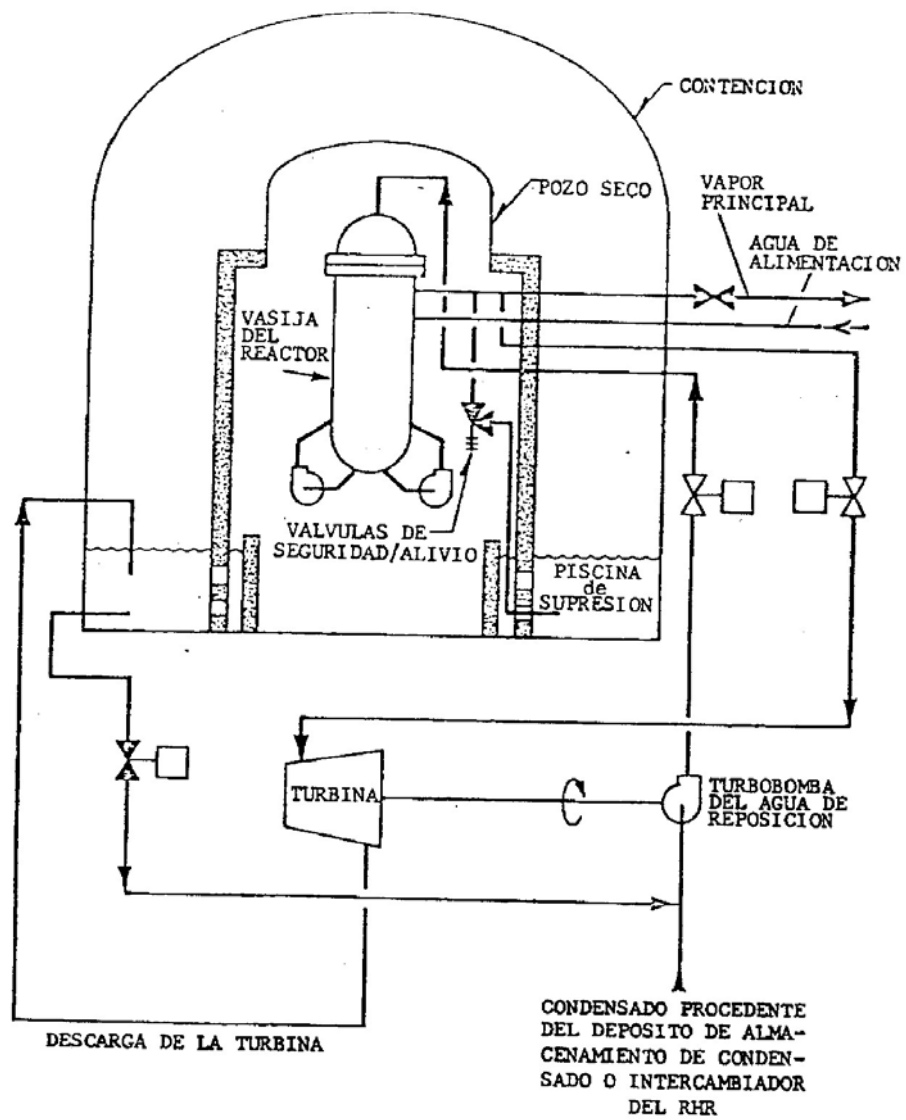 CONTENCION
POZO SECO
VAPOR
PRINCIPAL
AGUA DE
ALIMENTACION
VASIJA
DEL
REACTOR
VALVULAS DE
SEGURIDAD/ALIVIO
PISCINA
de
SUPRESION
TURBINA
TURBOBOMBA
DEL AGUA DE
REPOSICION
DESCARGA DE LA TURBINA
CONDENSADO PROCEDENTE
DEL DEPOSITO DE ALMA-
CENAMIENTO DE CONDEN-
SADO O INTERCAMBIADOR
DEL RHR